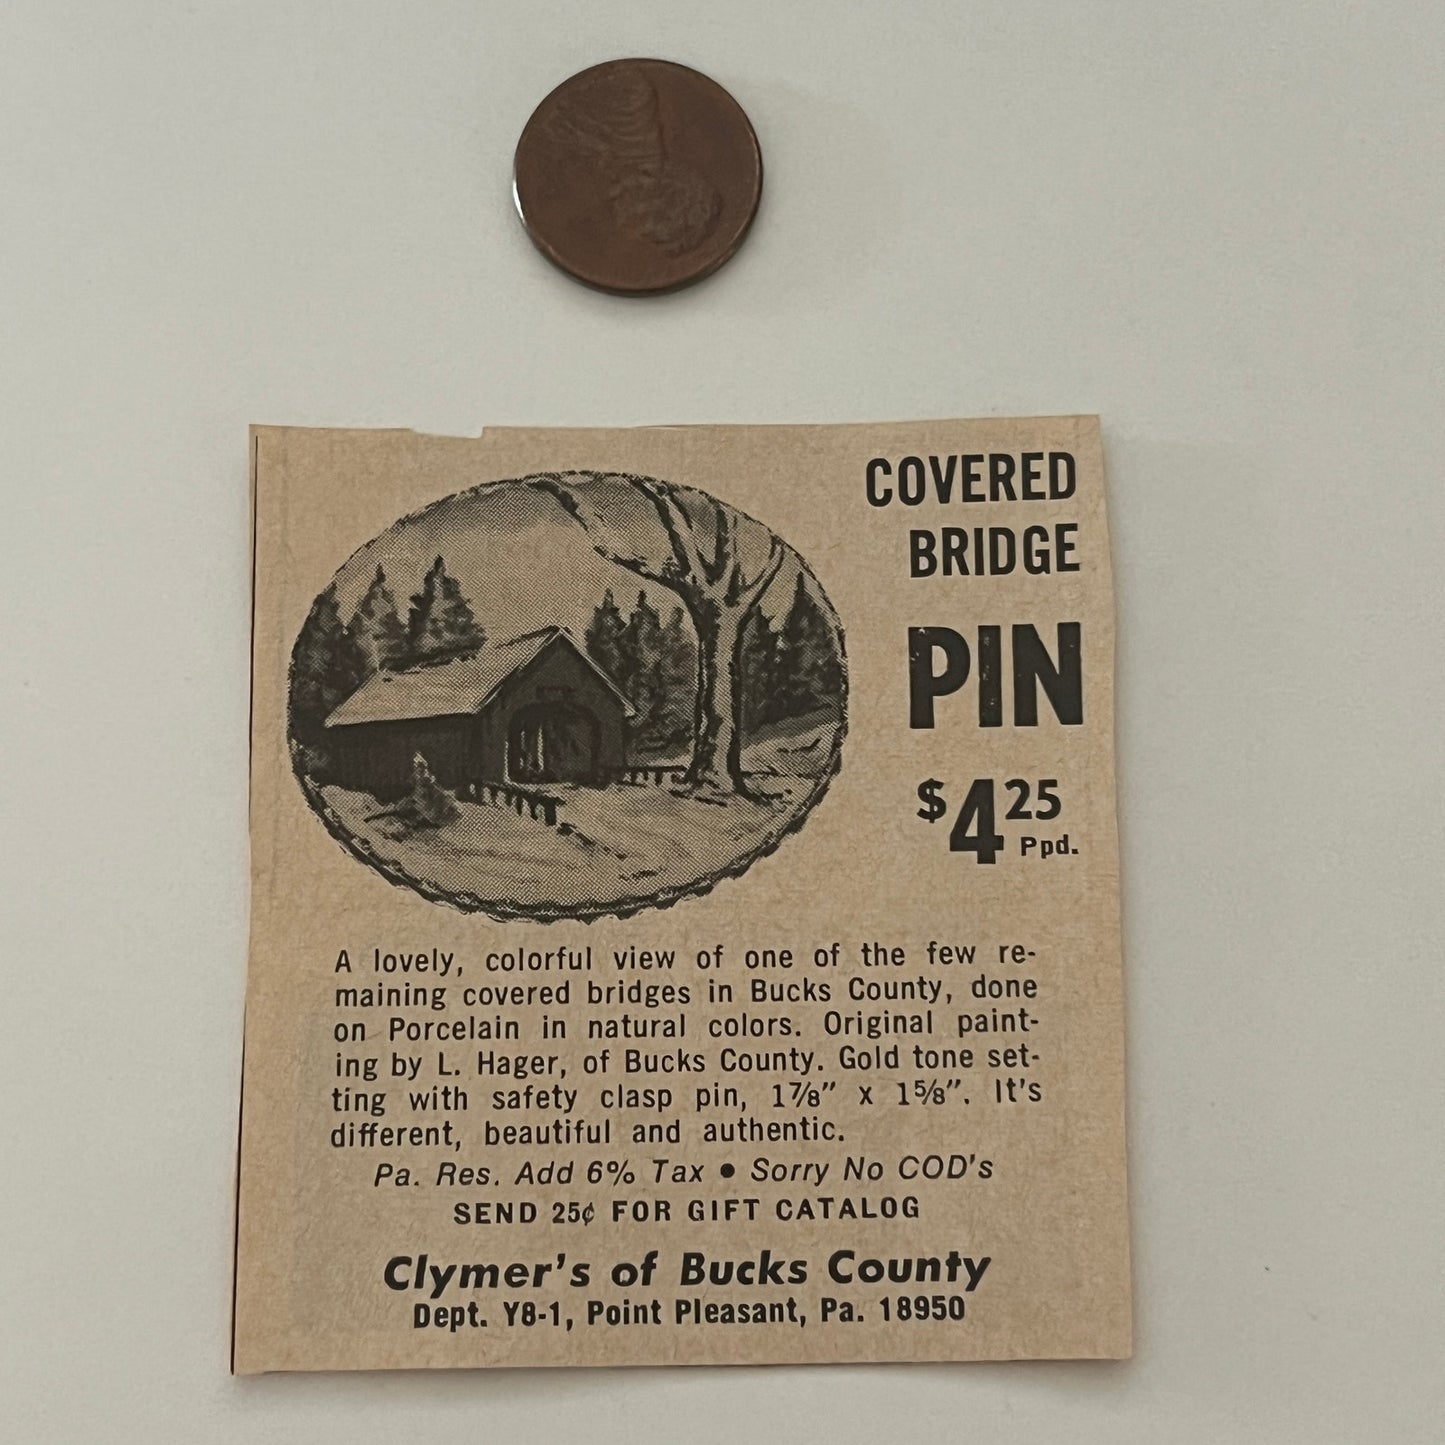 COVERED
BRIDGE
PIN
$4 25
Ppd.
A lovely, colorful view of one of the few re-
maining covered bridges in Bucks County, done
on Porcelain in natural colors. Original paint-
ing by L. Hager, of Bucks County. Gold tone set-
ting with safety clasp pin, 1⅞" x 1⅝". It's
different, beautiful and authentic.
Pa. Res. Add 6% Tax • Sorry No COD's
SEND 25¢ FOR GIFT CATALOG
Clymer's of Bucks County
Dept. Y8-1, Point Pleasant, Pa. 18950